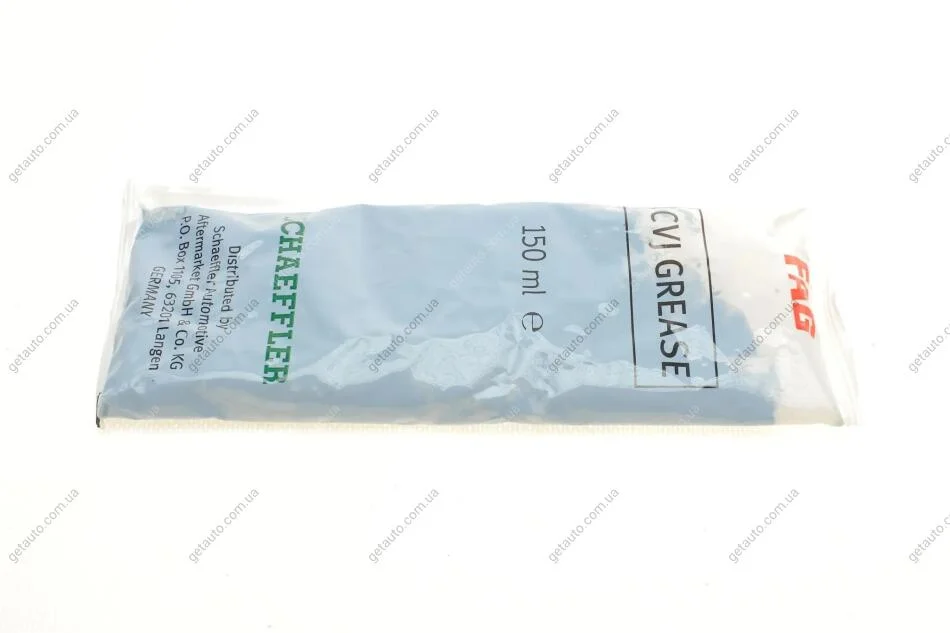 FAG
CVJ GREASE
150 ml e
SCHAEFFLER
Distributed by
Schaeffler Automotive
Aftermarket GmbH & Co. KG
P.O. Box 1105, 63201 Langen
GERMANY
getauto.com.ua